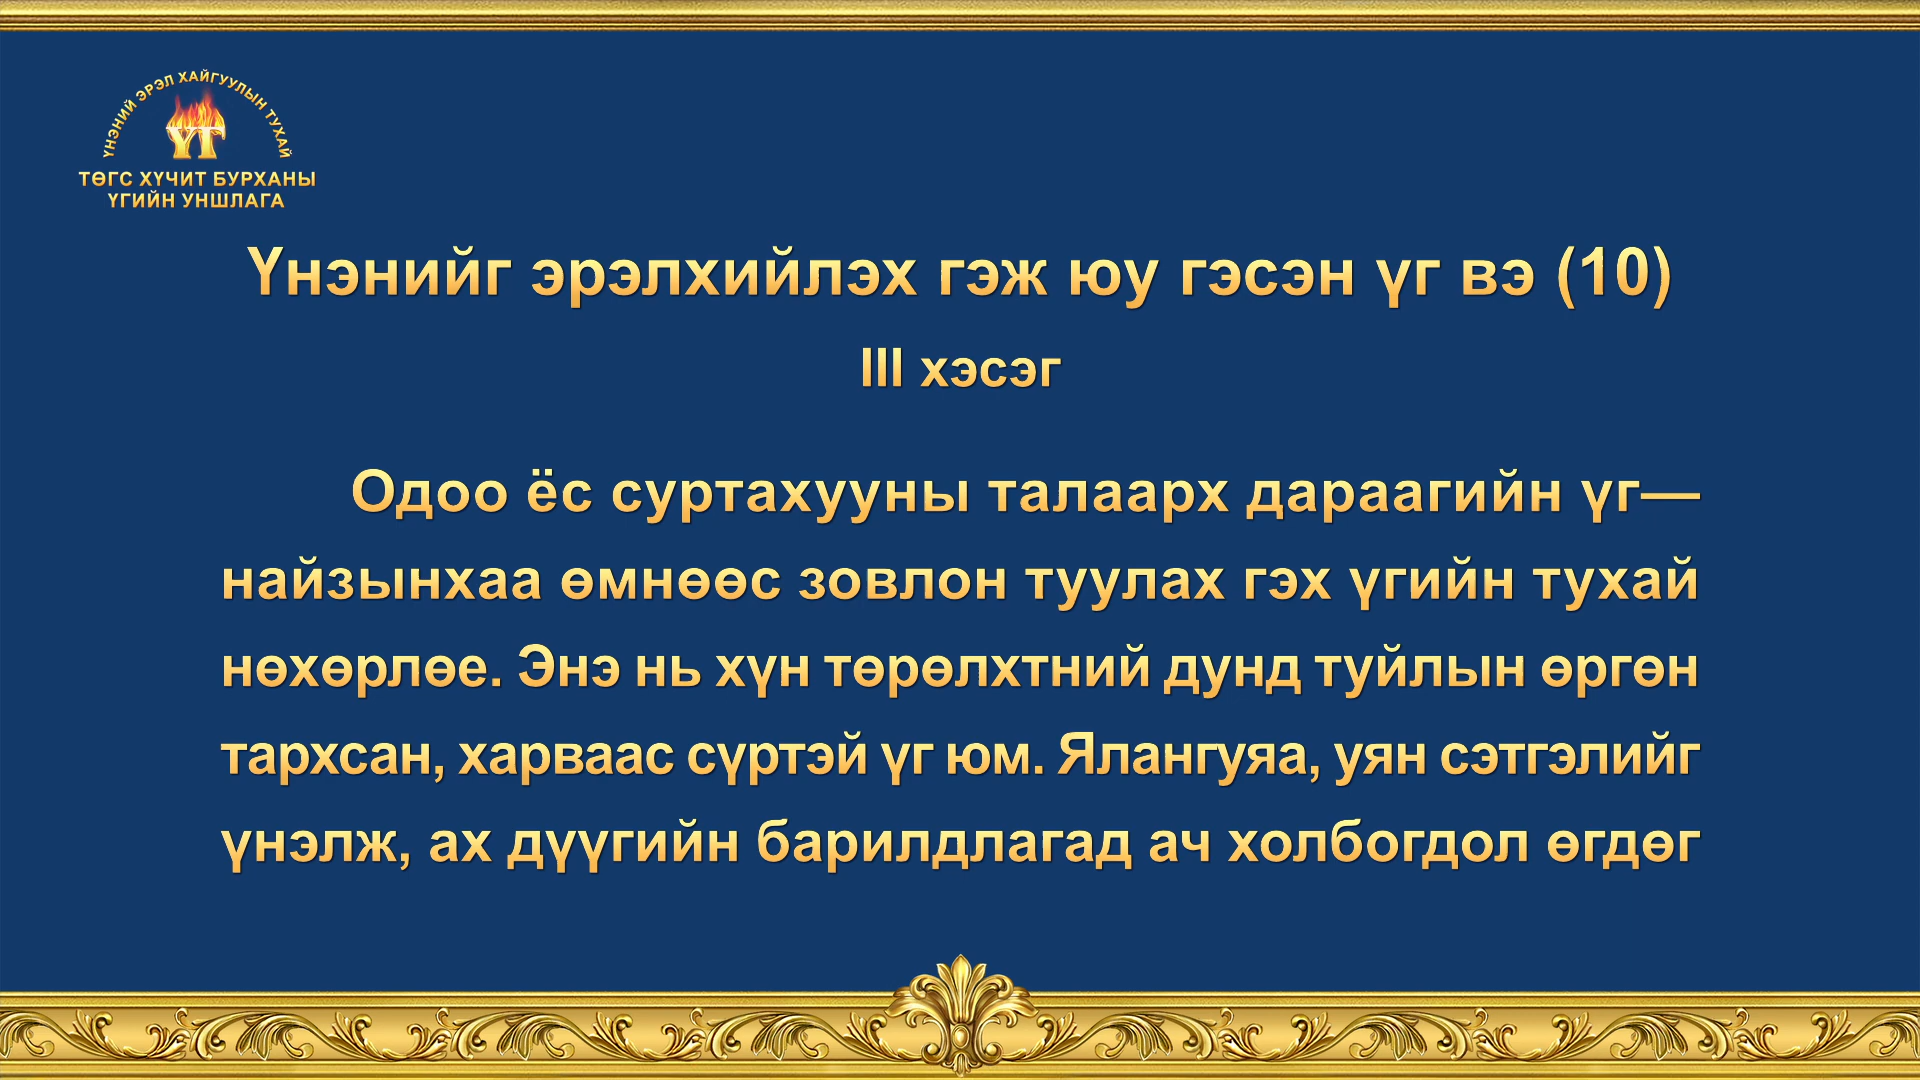 ҮНЭНИЙ ЭРЭЛ ХАЙГУУЛЫН ТУХАЙ
ҮГ
ТӨГС ХҮЧИТ БУРХАНЫ
ҮГИЙН УНШЛАГА
Үнэнийг эрэлхийлэх гэж юу гэсэн үг вэ (10)
III хэсэг
Одоо ёс суртахууны талаарх дараагийн үг—
найзынхаа өмнөөс зовлон туулах гэх үгийн тухай
нөхөрлөе. Энэ нь хүн төрөлхтний дунд туйлын өргөн
тархсан, харваас сүртэй үг юм. Ялангуяа, уян сэтгэлийг
үнэлж, ах дүүгийн барилдлагад ач холбогдол өгдөг